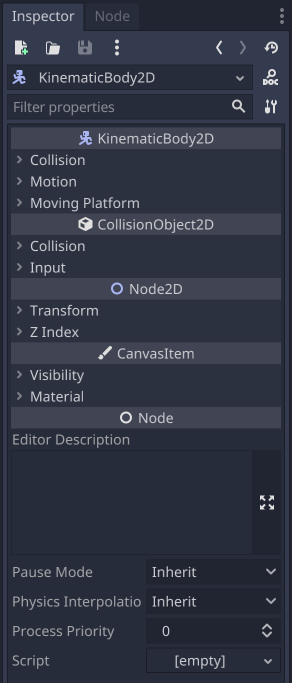 Inspector Node
KinematicBody2D DOC
Filter properties
KinematicBody2D
Collision
Motion
Moving Platform
CollisionObject2D
Collision
Input
Node2D
Transform
Z Index
CanvasItem
Visibility
Material
Node
Editor Description
Pause Mode Inherit
Physics Interpolatio Inherit
Process Priority 0
Script [empty]